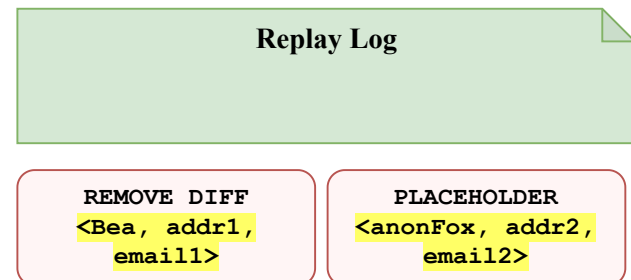 Replay Log
REMOVE DIFF
<Bea, addr1,
email1>
PLACEHOLDER
<anonFox, addr2,
email2>